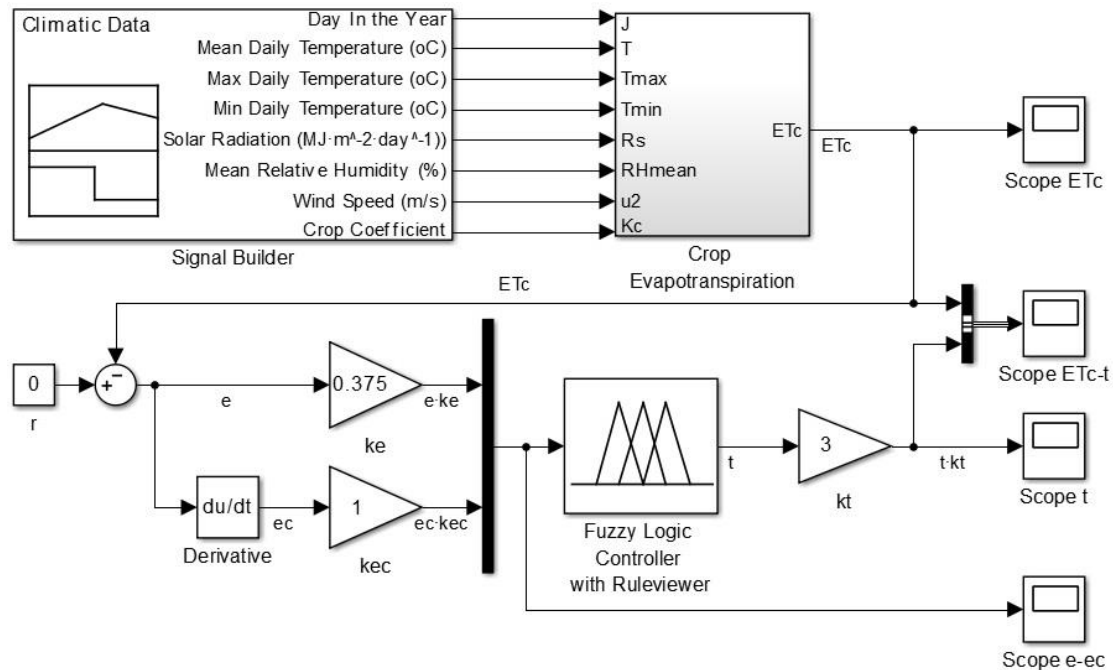 Climatic Data
Day In the Year
Mean Daily Temperature (oC)
Max Daily Temperature (oC)
Min Daily Temperature (oC)
Solar Radiation (MJ·m^-2·day^-1))
Mean Relative Humidity (%)
Wind Speed (m/s)
Crop Coefficient
Signal Builder
J
T
Tmax
Tmin
Rs
RHmean
u2
Kc
ETc
Crop
Evapotranspiration
ETc
Scope ETc
ETc
Scope ETc-t
0
r
+
−
e
0.375
ke
e·ke
du/dt
Derivative
ec
1
kec
ec·kec
Fuzzy Logic
Controller
with Ruleviewer
t
3
kt
t·kt
Scope t
Scope e-ec